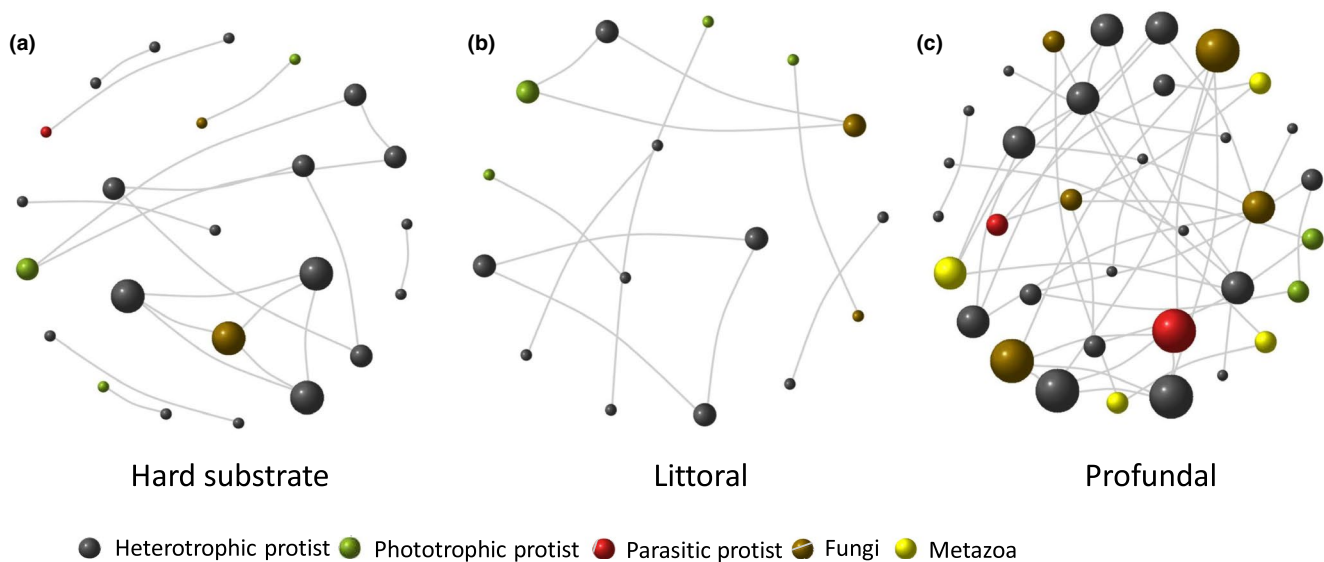 (a) (b) (c)
Hard substrate Littoral Profundal
Heterotrophic protist Phototrophic protist Parasitic protist Fungi Metazoa